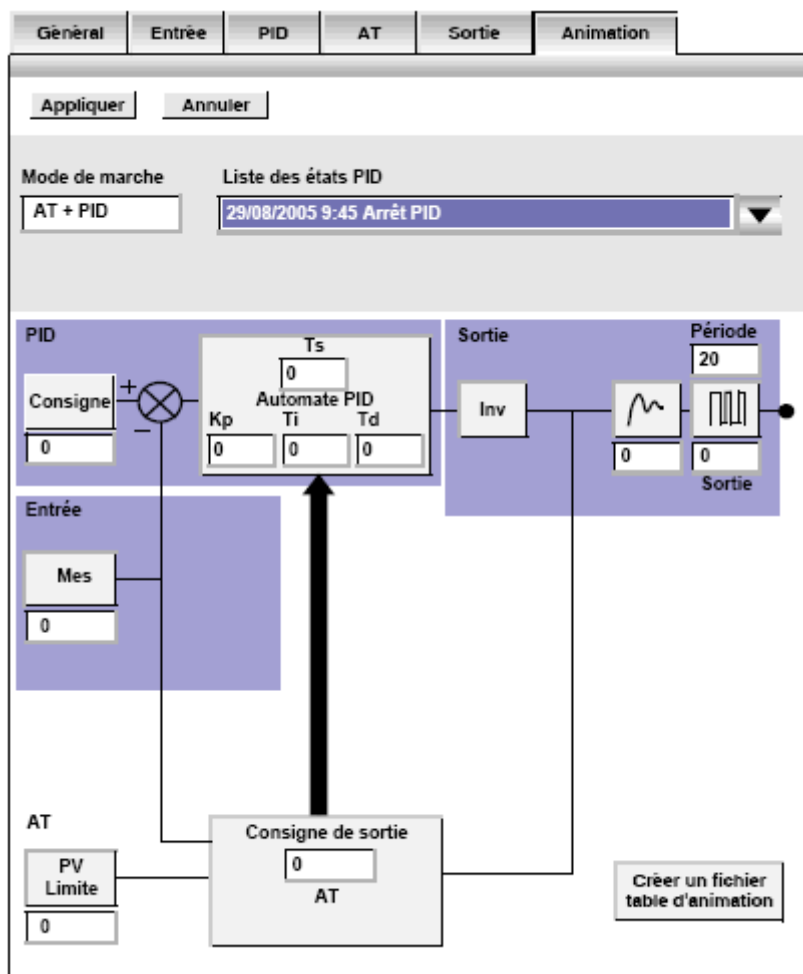 Général Entrée PID AT Sortie Animation
Appliquer Annuler
Mode de marche Liste des états PID
AT + PID 29/08/2005 9:45 Arrêt PID
PID Sortie Période
Ts 20
0
Consigne + Automate PID Inv
− Kp Ti Td
0 0 0 0 0 0
Sortie
Entrée
Mes
0
AT
Consigne de sortie
PV
Limite
0
AT
0
Créer un fichier
table d'animation